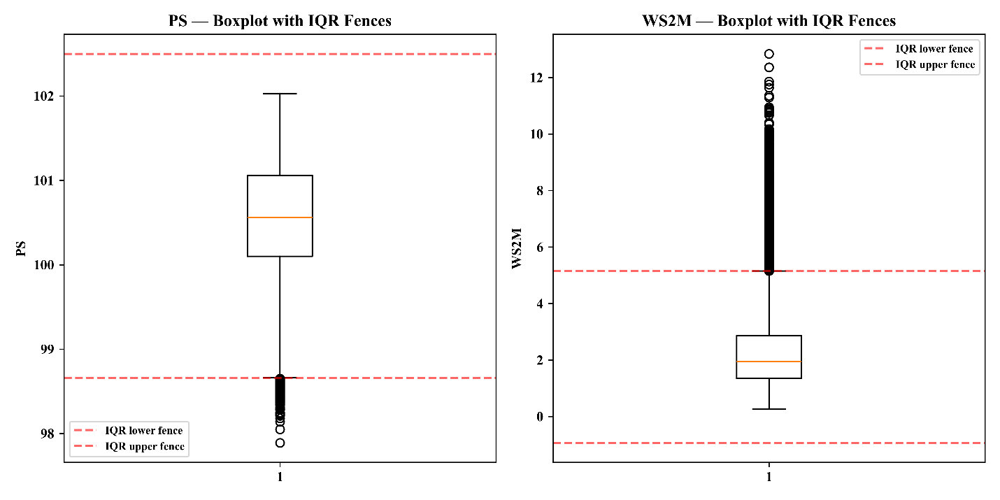 PS — Boxplot with IQR Fences
PS
102
101
100
99
98
IQR lower fence
IQR upper fence
1
WS2M — Boxplot with IQR Fences
WS2M
12
10
8
6
4
2
0
IQR lower fence
IQR upper fence
1